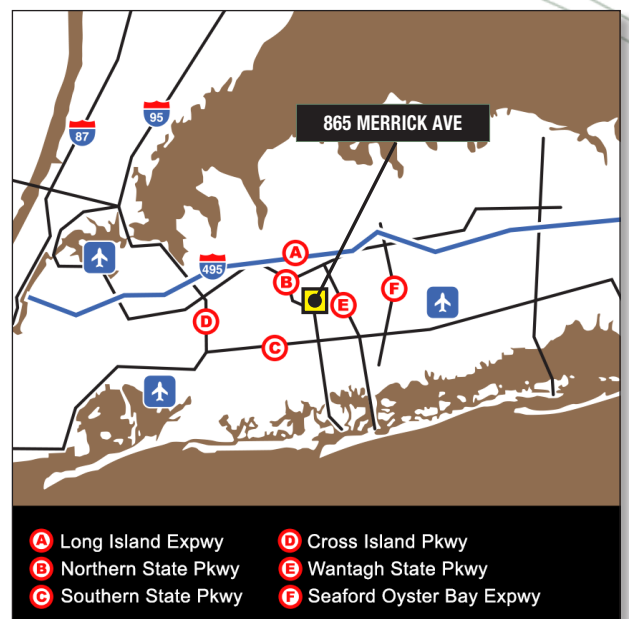 865 MERRICK AVE
95
87
A
495
B
E
F
D
C
A Long Island Expwy
B Northern State Pkwy
C Southern State Pkwy
D Cross Island Pkwy
E Wantagh State Pkwy
F Seaford Oyster Bay Expwy